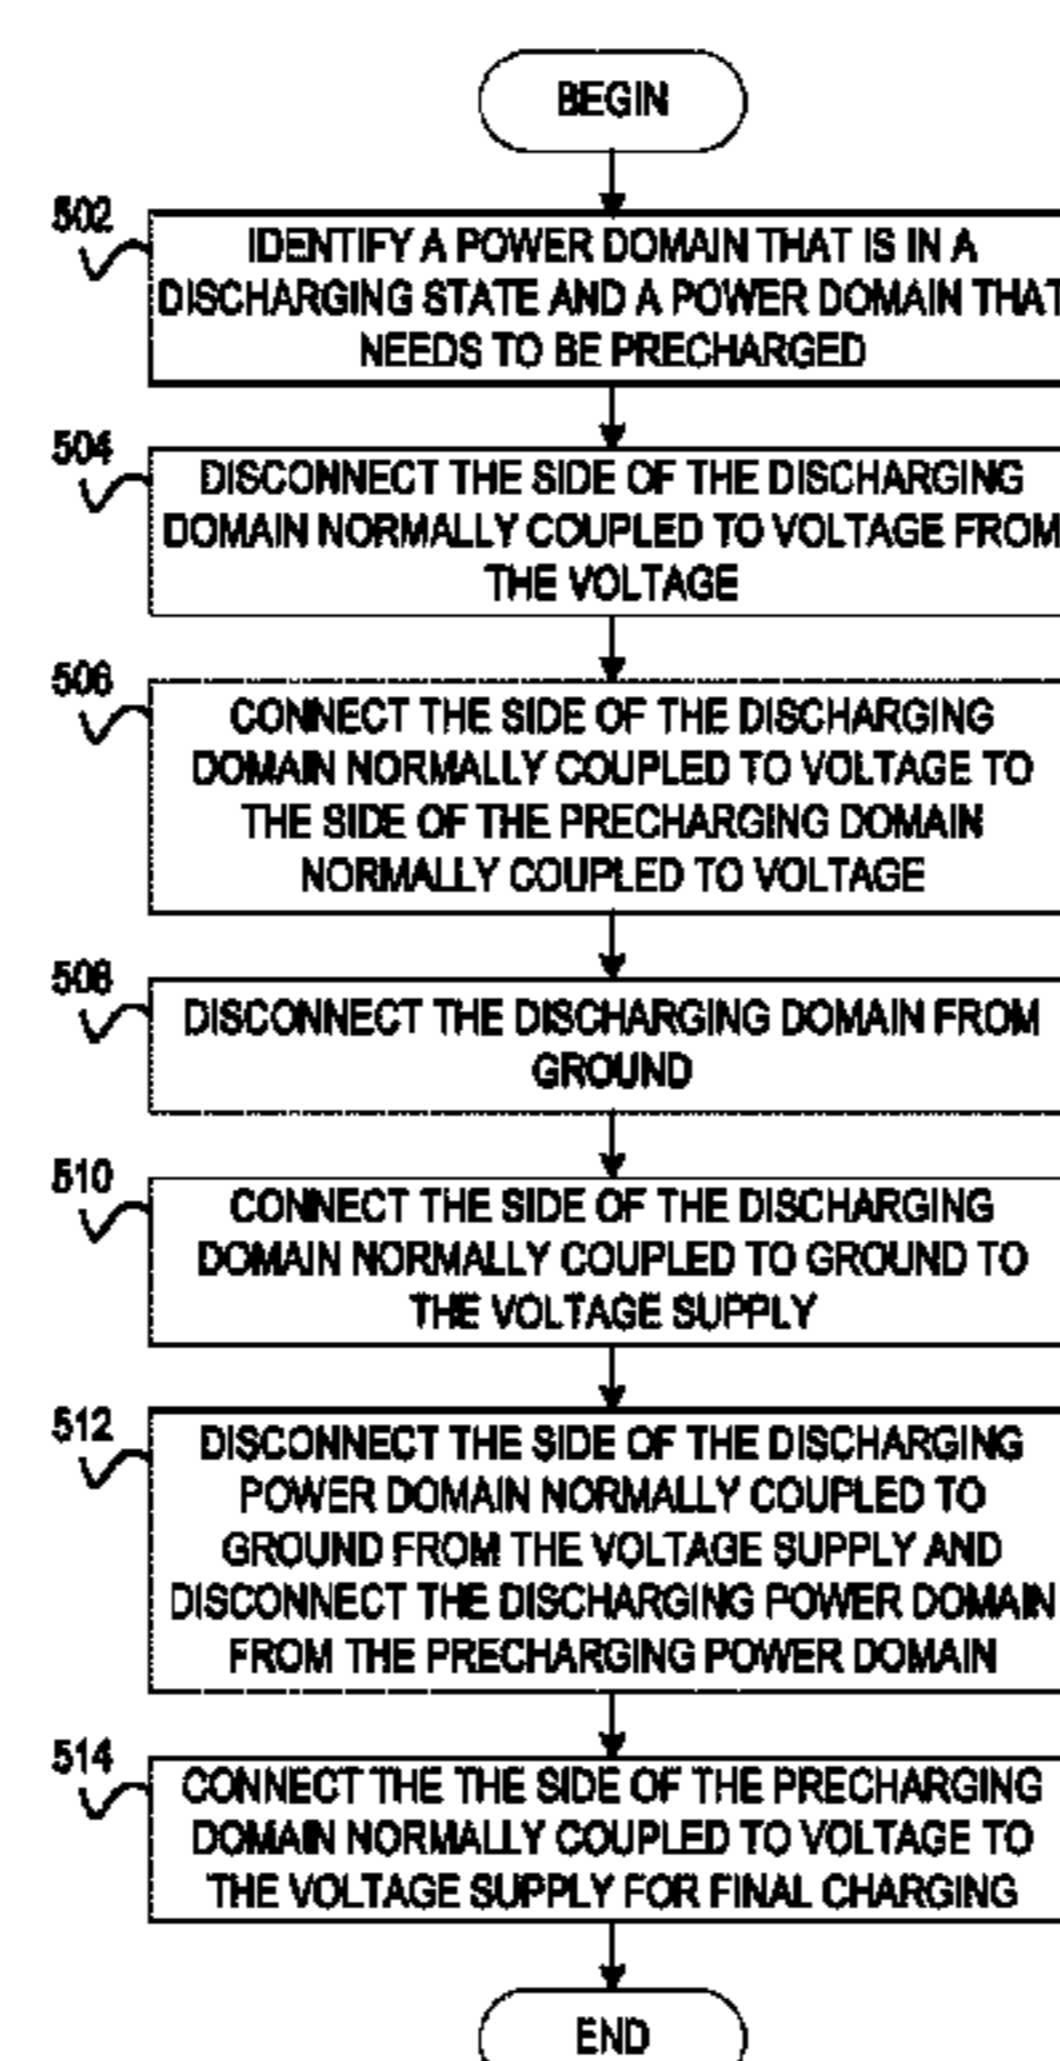 BEGIN
502
IDENTIFY A POWER DOMAIN THAT IS IN A
DISCHARGING STATE AND A POWER DOMAIN THAT
NEEDS TO BE PRECHARGED
504
DISCONNECT THE SIDE OF THE DISCHARGING
DOMAIN NORMALLY COUPLED TO VOLTAGE FROM
THE VOLTAGE
506
CONNECT THE SIDE OF THE DISCHARGING
DOMAIN NORMALLY COUPLED TO VOLTAGE TO
THE SIDE OF THE PRECHARGING DOMAIN
NORMALLY COUPLED TO VOLTAGE
508
DISCONNECT THE DISCHARGING DOMAIN FROM
GROUND
510
CONNECT THE SIDE OF THE DISCHARGING
DOMAIN NORMALLY COUPLED TO GROUND TO
THE VOLTAGE SUPPLY
512
DISCONNECT THE SIDE OF THE DISCHARGING
POWER DOMAIN NORMALLY COUPLED TO
GROUND FROM THE VOLTAGE SUPPLY AND
DISCONNECT THE DISCHARGING POWER DOMAIN
FROM THE PRECHARGING POWER DOMAIN
514
CONNECT THE THE SIDE OF THE PRECHARGING
DOMAIN NORMALLY COUPLED TO VOLTAGE TO
THE VOLTAGE SUPPLY FOR FINAL CHARGING
END